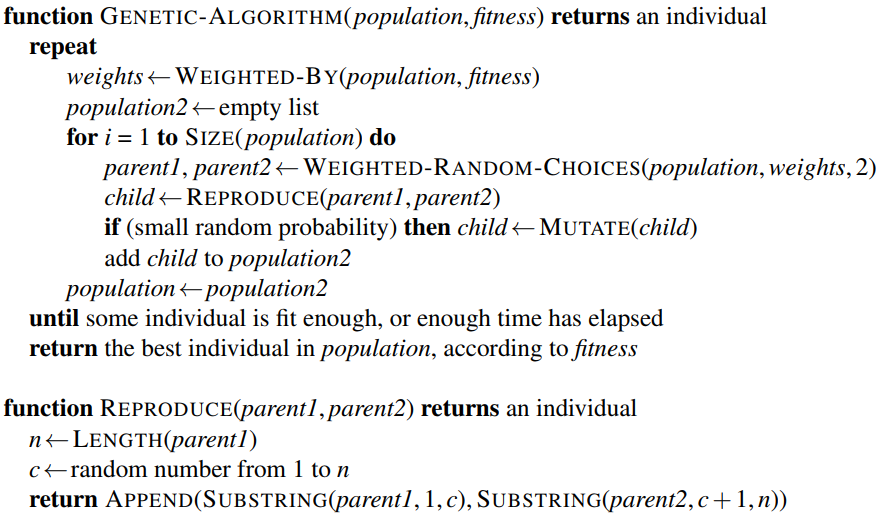 function GENETIC-ALGORITHM(population,fitness) returns an individual
repeat
weights←WEIGHTED-BY(population,fitness)
population2←empty list
for i = 1 to SIZE(population) do
parent1,parent2←WEIGHTED-RANDOM-CHOICES(population,weights,2)
child←REPRODUCE(parent1,parent2)
if (small random probability) then child←MUTATE(child)
add child to population2
population←population2
until some individual is fit enough, or enough time has elapsed
return the best individual in population, according to fitness
function REPRODUCE(parent1,parent2) returns an individual
n←LENGTH(parent1)
c←random number from 1 to n
return APPEND(SUBSTRING(parent1,1,c),SUBSTRING(parent2,c+1,n))